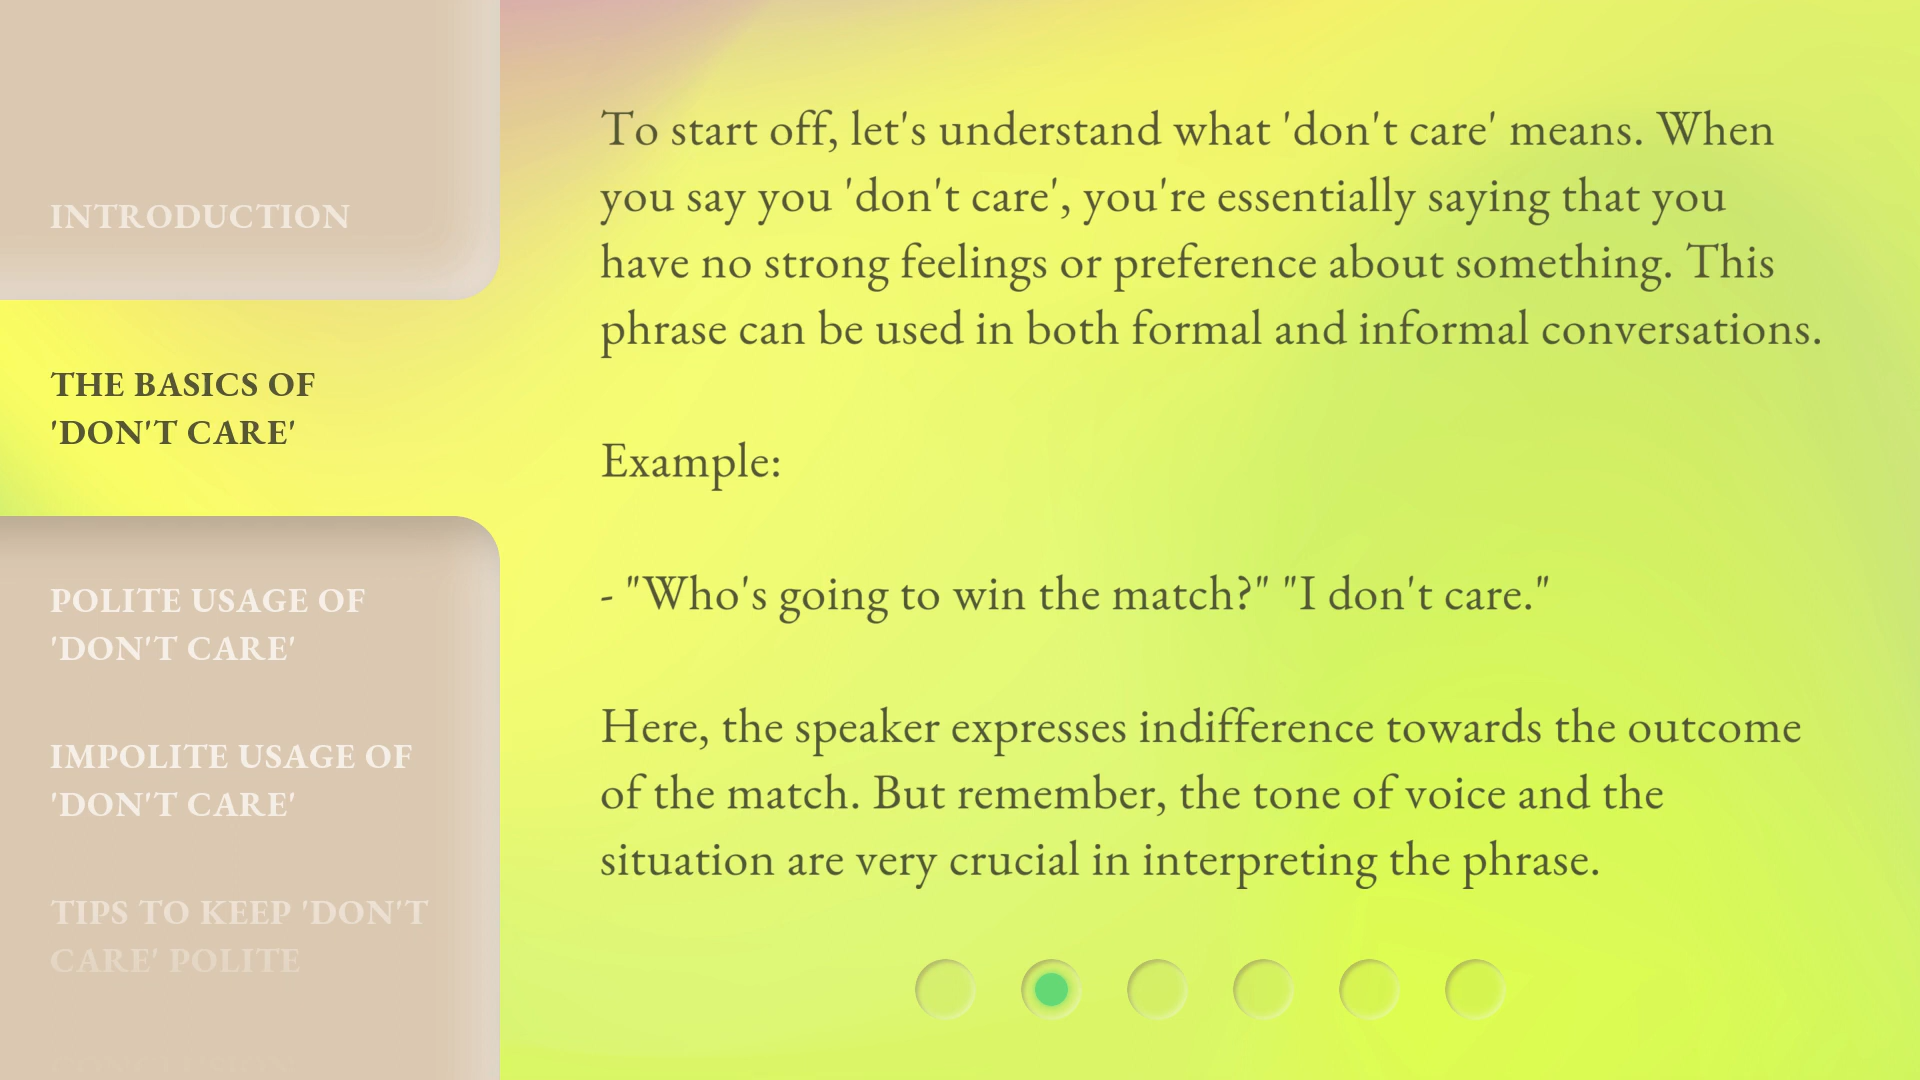 INTRODUCTION
THE BASICS OF
'DON'T CARE'
POLITE USAGE OF
'DON'T CARE'
IMPOLITE USAGE OF
'DON'T CARE'
TIPS TO KEEP 'DON'T
CARE' POLITE
CONCLUSION
To start off, let's understand what 'don't care' means. When
you say you 'don't care', you're essentially saying that you
have no strong feelings or preference about something. This
phrase can be used in both formal and informal conversations.
Example:
- "Who's going to win the match?" "I don't care."
Here, the speaker expresses indifference towards the outcome
of the match. But remember, the tone of voice and the
situation are very crucial in interpreting the phrase.